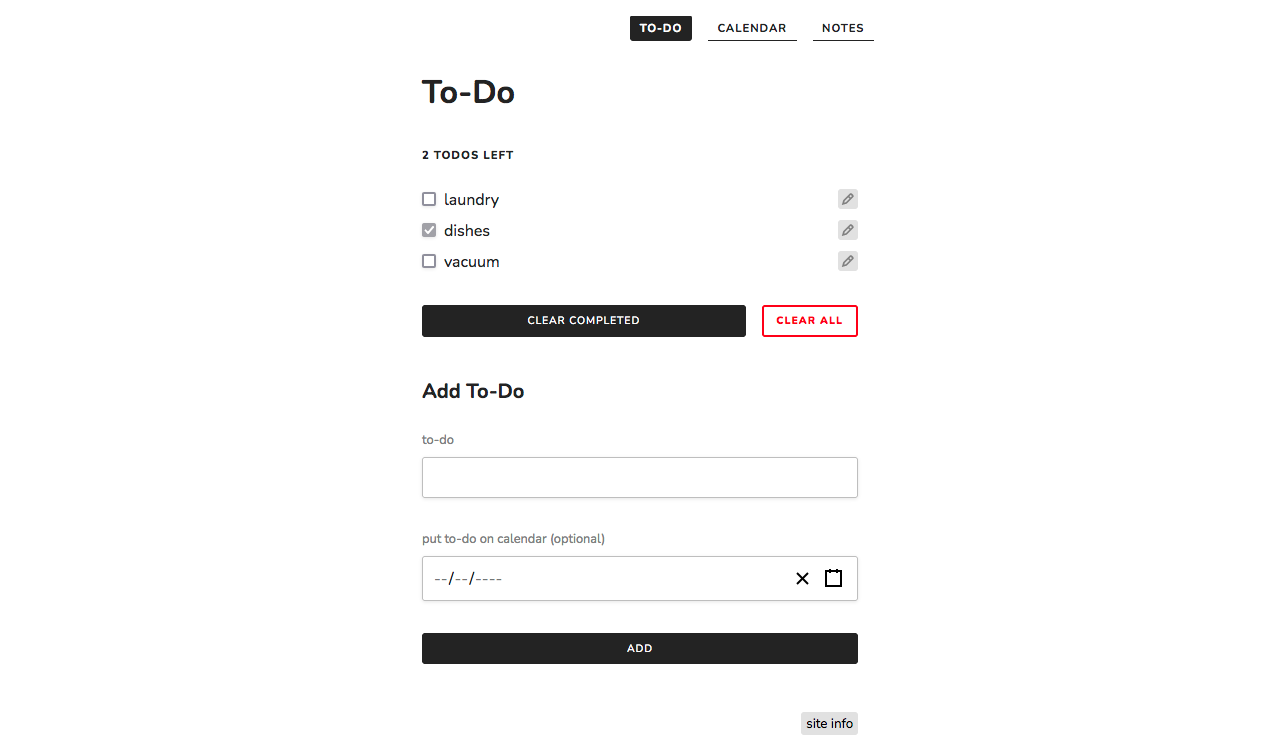 TO-DO CALENDAR NOTES
To-Do
2 TODOS LEFT
laundry
dishes
vacuum
CLEAR COMPLETED CLEAR ALL
Add To-Do
to-do
put to-do on calendar (optional)
--/--/----
ADD
site info